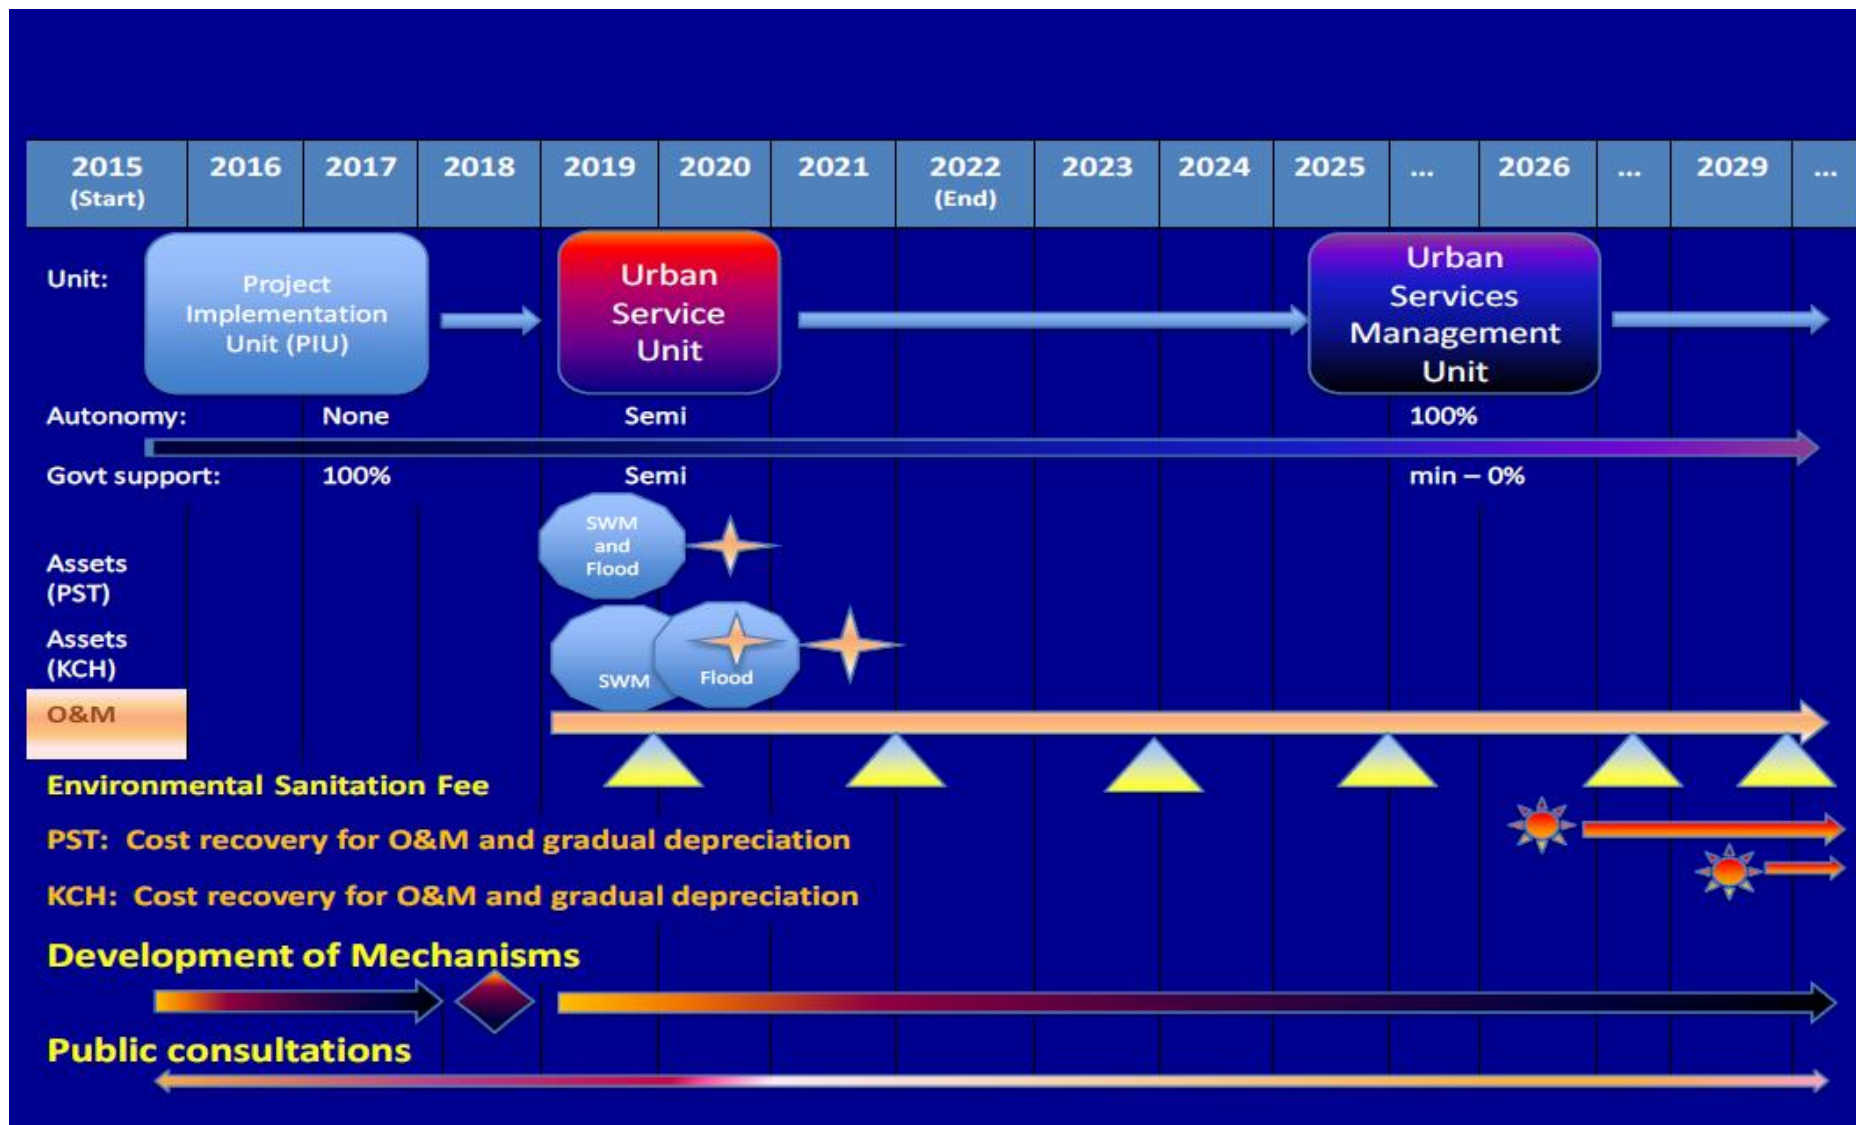 2015 2016 2017 2018 2019 2020 2021 2022 2023 2024 2025 ... 2026 ... 2029 ...
(Start) (End)
Unit:
Project
Implementation
Unit (PIU)
Urban
Service
Unit
Urban
Services
Management
Unit
Autonomy: None Semi 100%
Govt support: 100% Semi min – 0%
SWM
and
Flood
Assets
(PST)
Assets
(KCH)
SWM
Flood
O&M
Environmental Sanitation Fee
PST: Cost recovery for O&M and gradual depreciation
KCH: Cost recovery for O&M and gradual depreciation
Development of Mechanisms
Public consultations